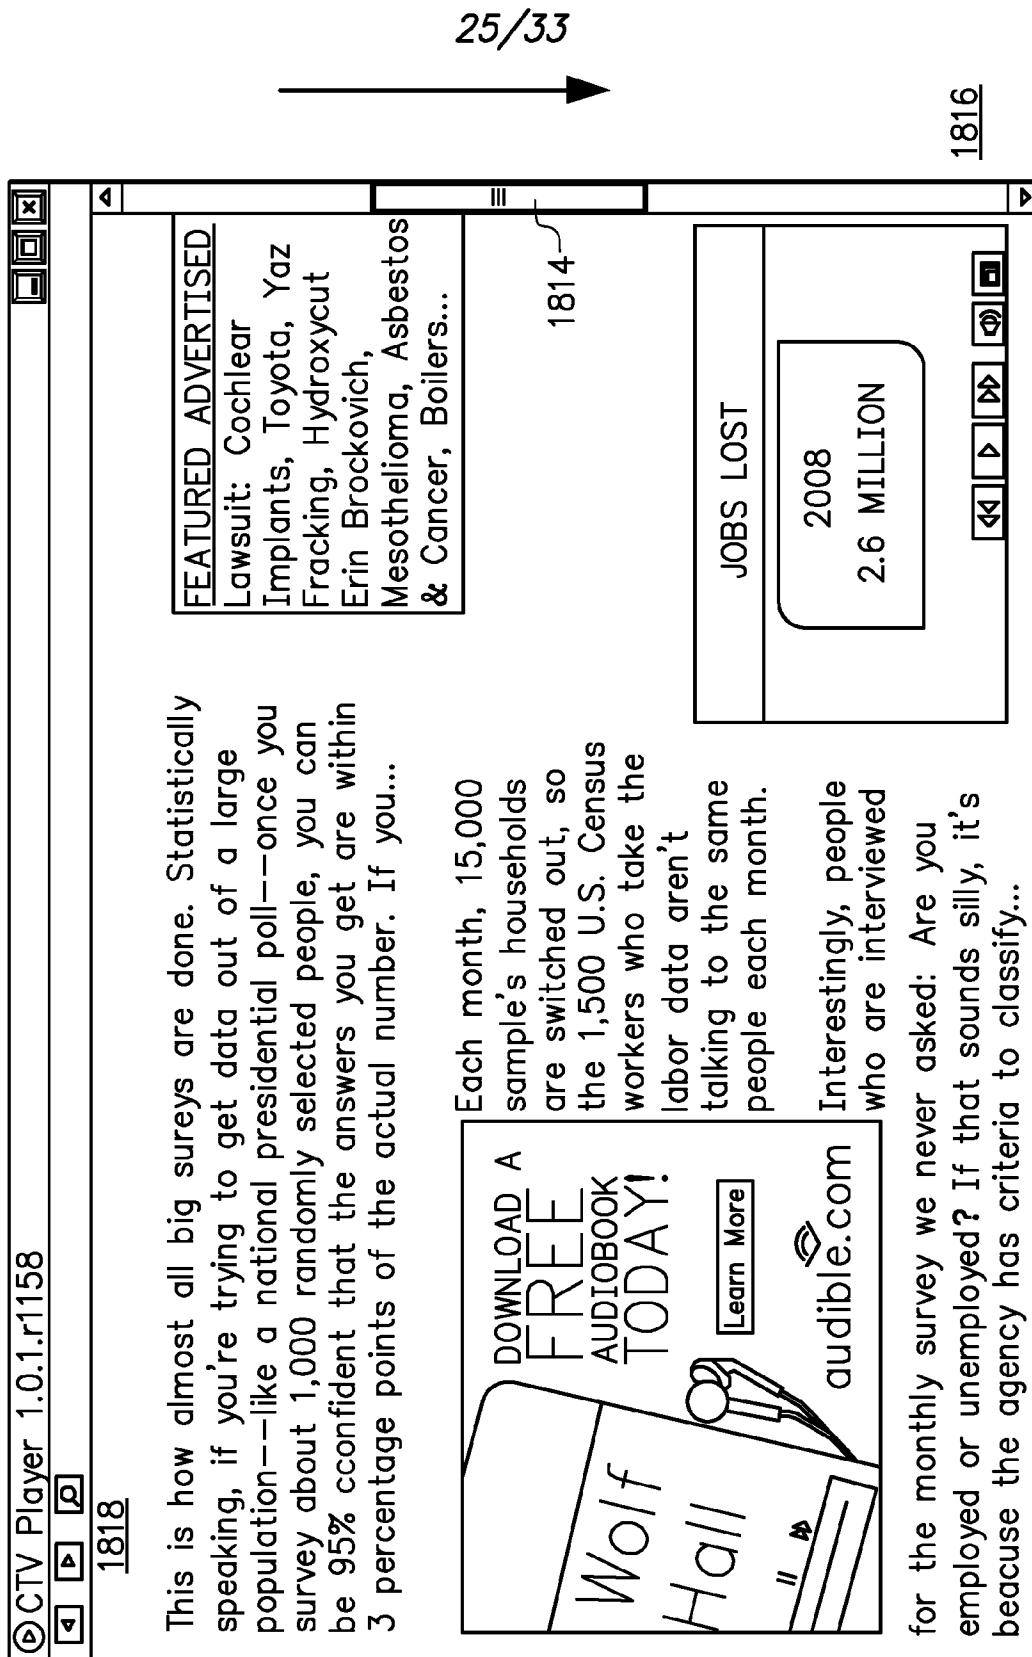 25/33
CTV Player 1.0.1.r1158
1818
This is how almost all big sureys are done. Statistically
speaking, if you're trying to get data out of a large
population--like a national presidential poll--once you
survey about 1,000 randomly selected people, you can
be 95% cconfident that the answers you get are within
3 percentage points of the actual number. If you...
FEATURED ADVERTISED
Lawsuit: Cochlear
Implants, Toyota, Yaz
Fracking, Hydroxycut
Erin Brockovich,
Mesothelioma, Asbestos
& Cancer, Boilers...
1814
1816
Wolf
Hall
DOWNLOAD A
FREE
AUDIOBOOK
TODAY!
Learn More
audible.com
Each month, 15,000
sample's households
are switched out, so
the 1,500 U.S. Census
workers who take the
labor data aren't
talking to the same
people each month.
Interestingly, people
who are interviewed
for the monthly survey we never asked: Are you
employed or unemployed? If that sounds silly, it's
beacuse the agency has criteria to classify...
JOBS LOST
2008
2.6 MILLION